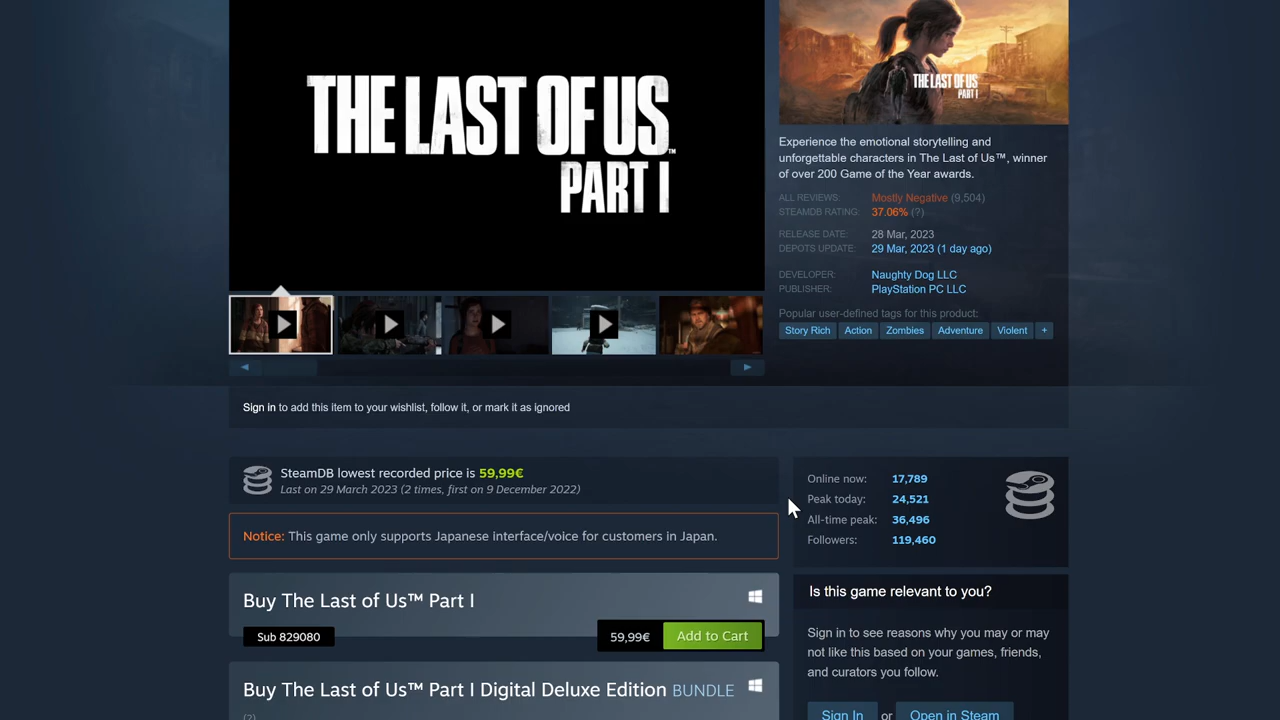 THE LAST OF US™
PART I
THE LAST OF US
PART I
Experience the emotional storytelling and
unforgettable characters in The Last of Us™, winner
of over 200 Game of the Year awards.
ALL REVIEWS: Mostly Negative (9,504)
STEAMDB RATING: 37.06% (?)
RELEASE DATE: 28 Mar, 2023
DEPOTS UPDATE: 29 Mar, 2023 (1 day ago)
DEVELOPER: Naughty Dog LLC
PUBLISHER: PlayStation PC LLC
Popular user-defined tags for this product:
Story Rich Action Zombies Adventure Violent +
Sign in to add this item to your wishlist, follow it, or mark it as ignored
SteamDB lowest recorded price is 59,99€
Last on 29 March 2023 (2 times, first on 9 December 2022)
Notice: This game only supports Japanese interface/voice for customers in Japan.
Buy The Last of Us™ Part I
Sub 829080
59,99€ Add to Cart
Buy The Last of Us™ Part I Digital Deluxe Edition BUNDLE
(?)
Online now: 17,789
Peak today: 24,521
All-time peak: 36,496
Followers: 119,460
Is this game relevant to you?
Sign in to see reasons why you may or may
not like this based on your games, friends,
and curators you follow.
Sign In or Open in Steam